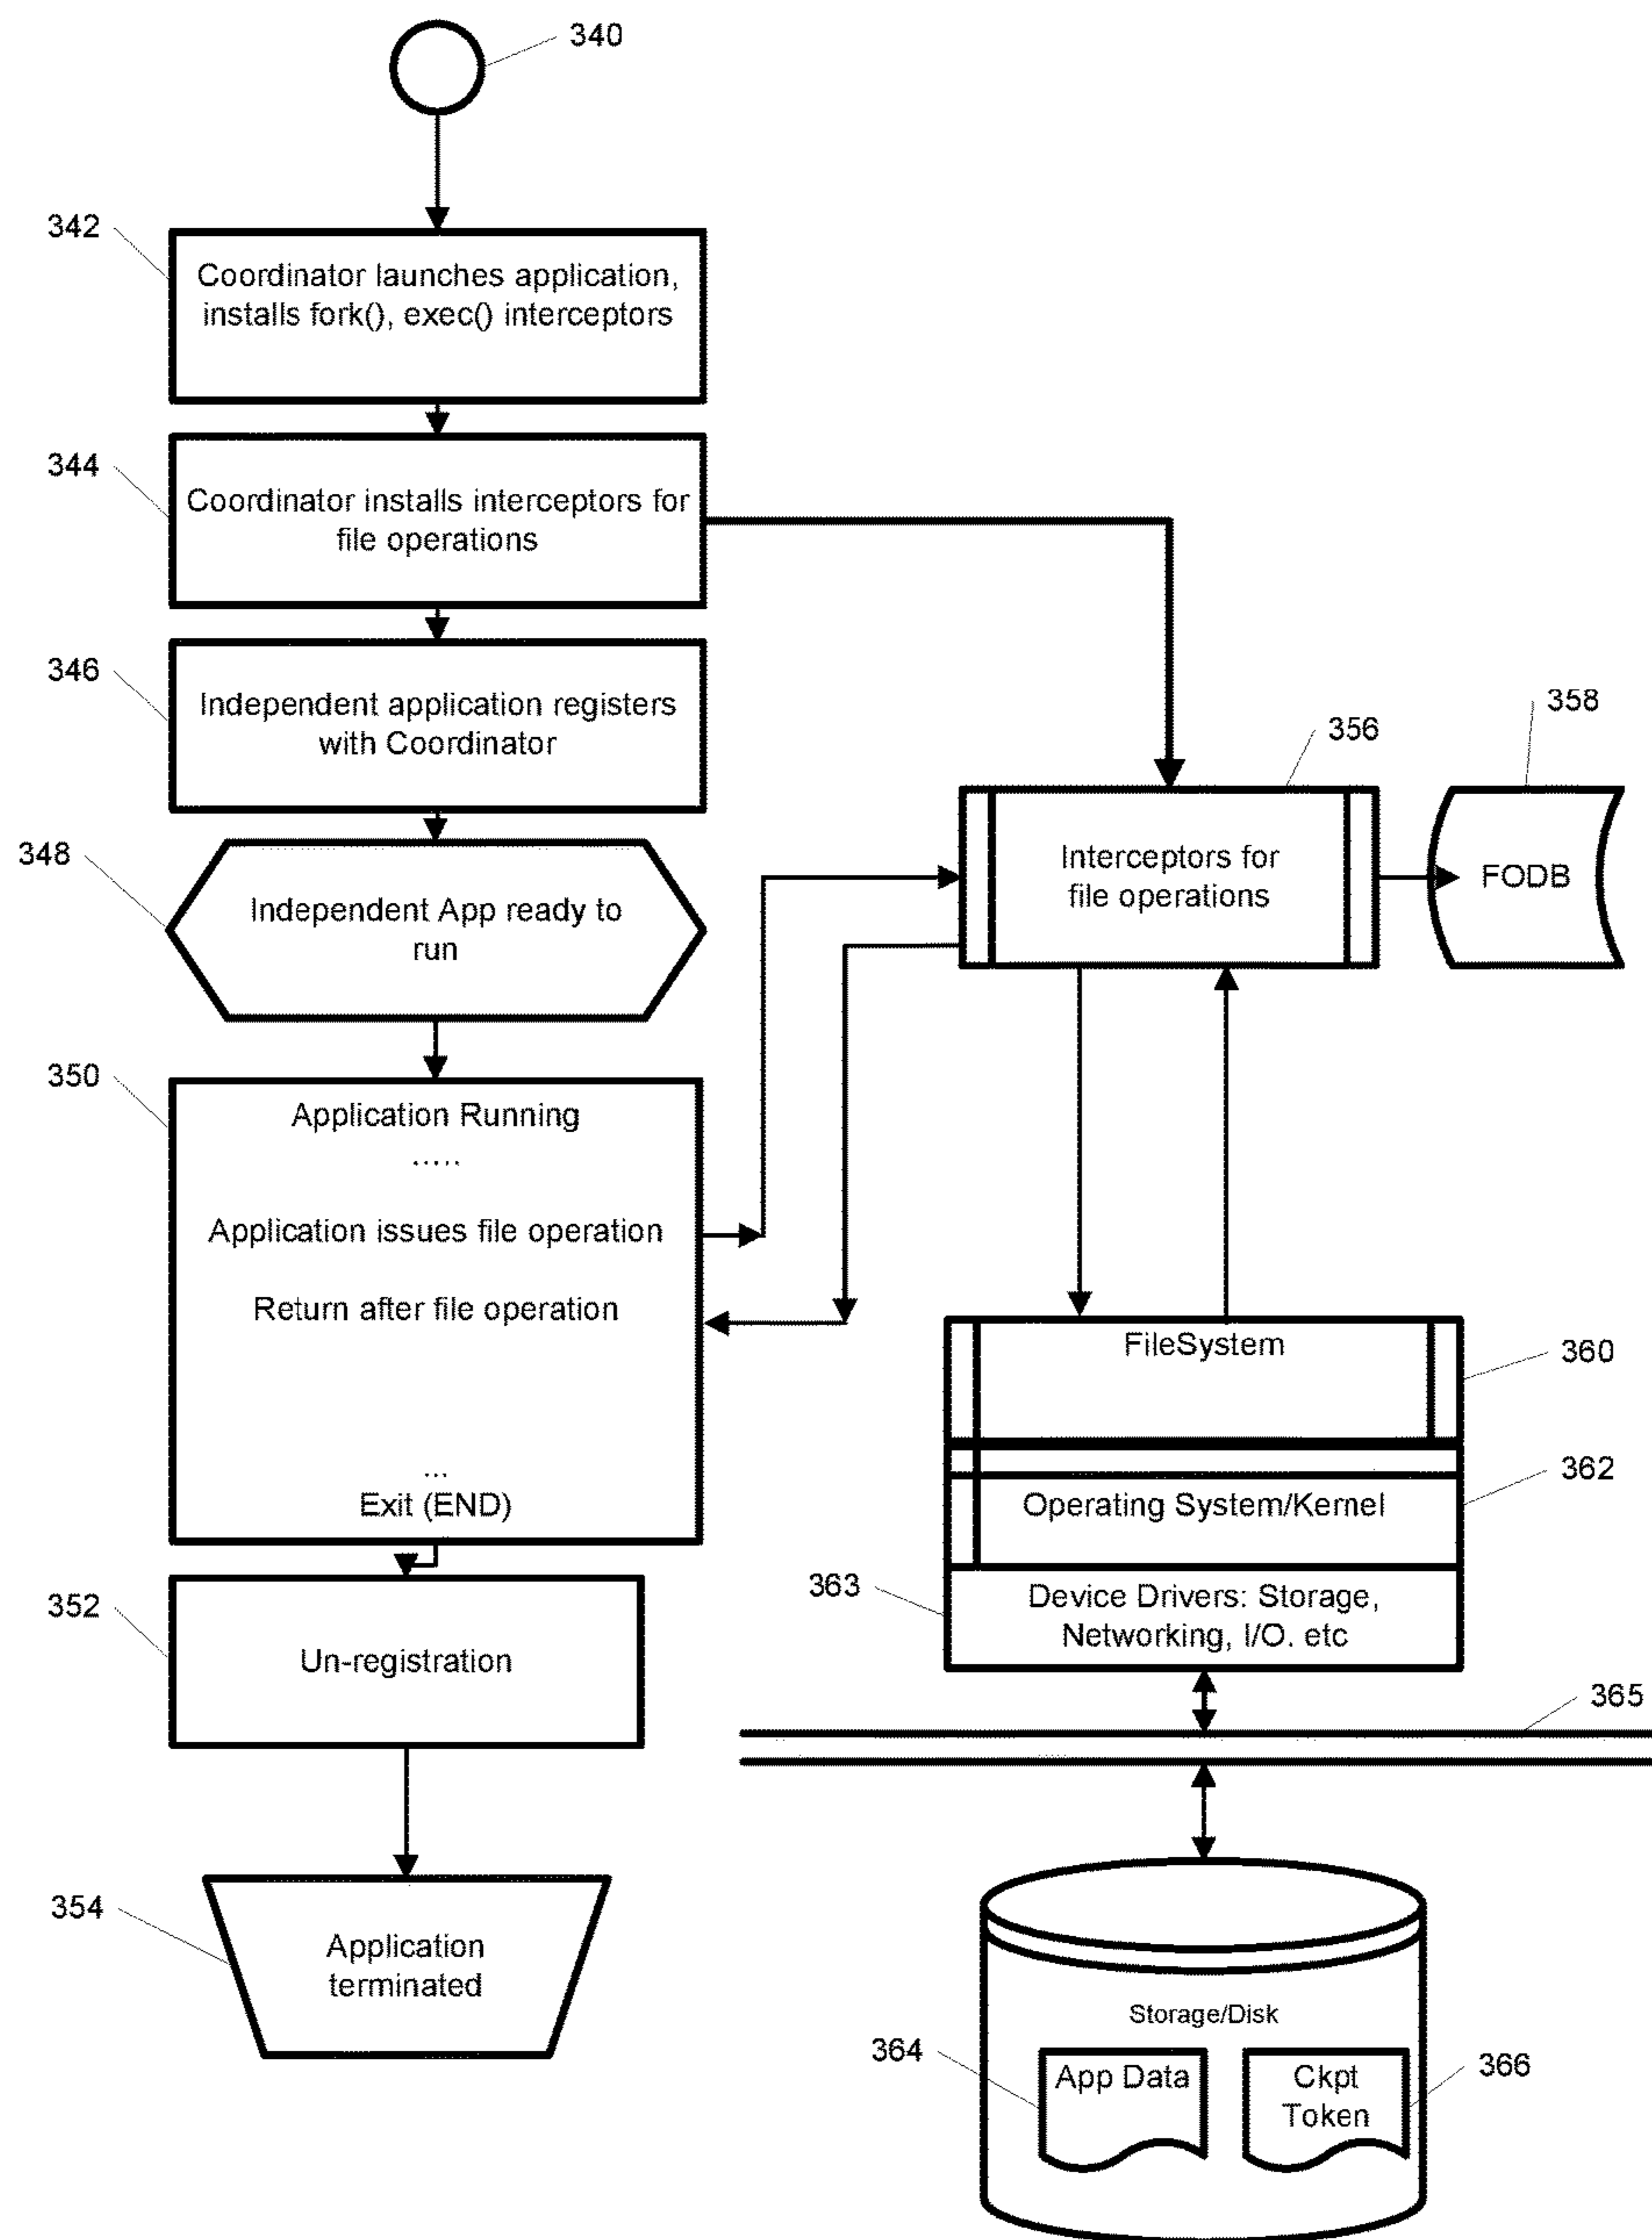 340
342
Coordinator launches application,
installs fork(), exec() interceptors
344
Coordinator installs interceptors for
file operations
346
Independent application registers
with Coordinator
348
Independent App ready to
run
350
Application Running
.....
Application issues file operation
Return after file operation
...
Exit (END)
352
Un-registration
354
Application
terminated
356
Interceptors for
file operations
358
FODB
FileSystem
360
Operating System/Kernel
362
363
Device Drivers: Storage,
Networking, I/O. etc
365
Storage/Disk
364
App Data
Ckpt
Token
366